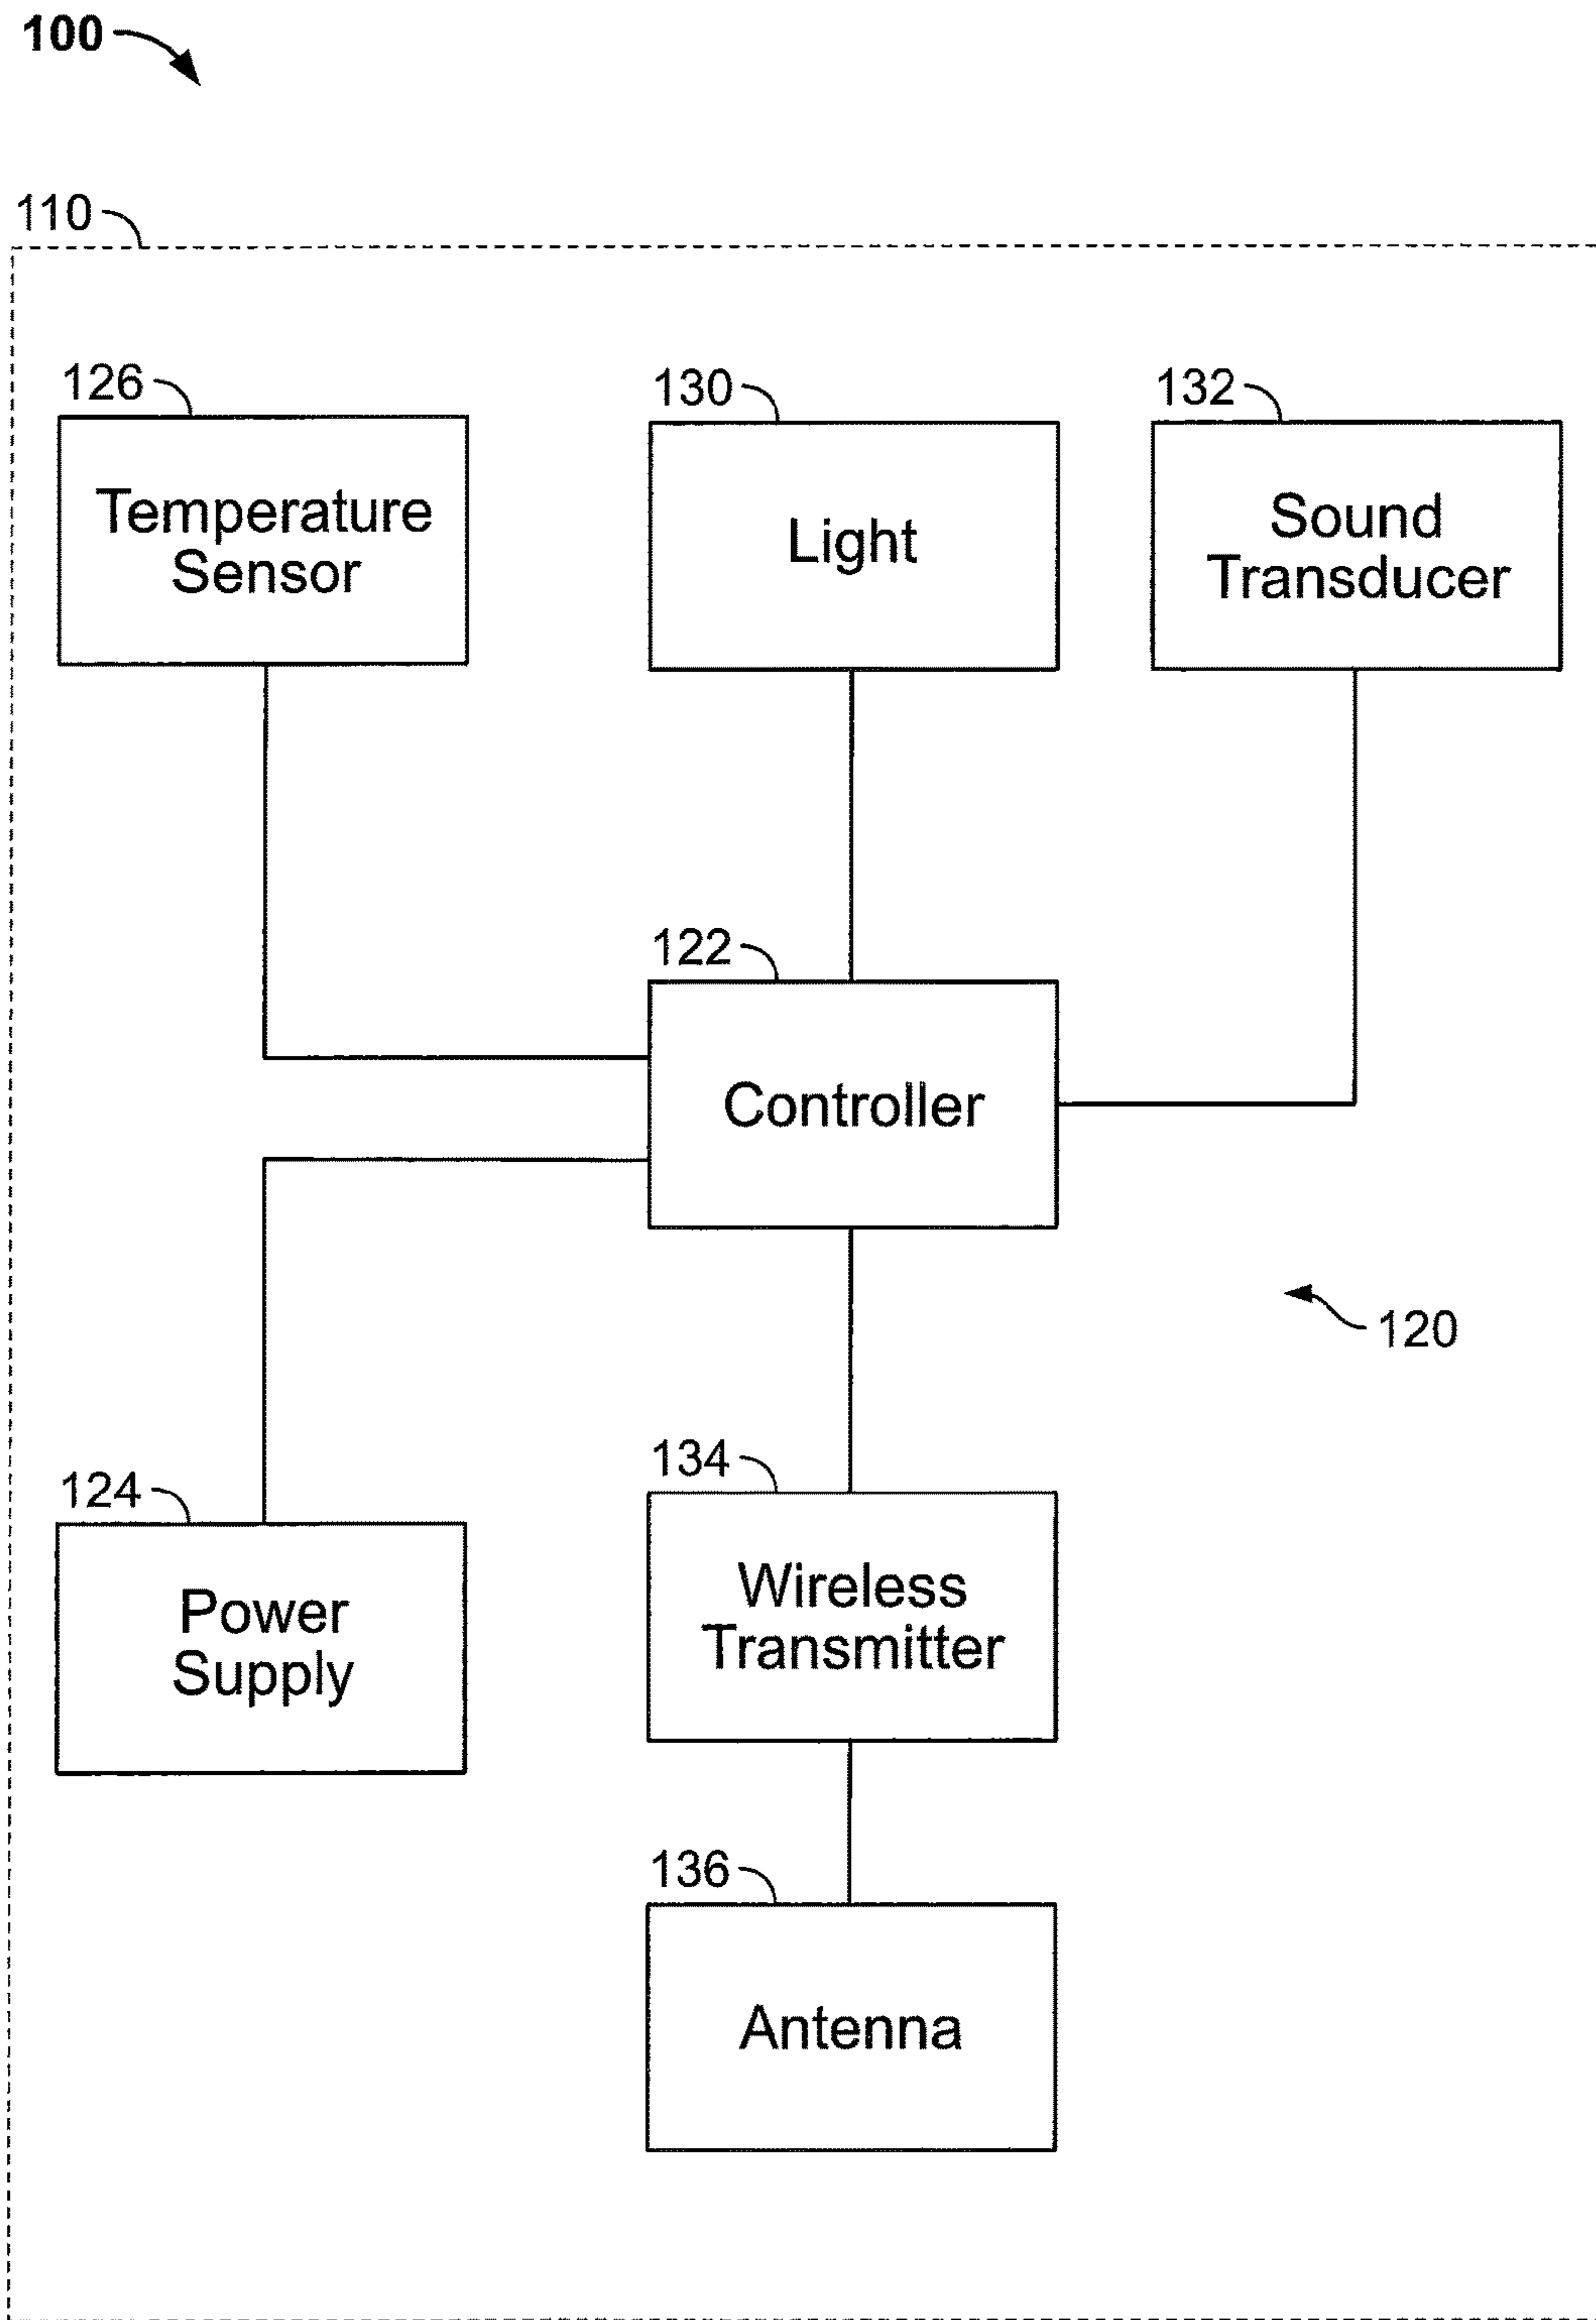 100
110
126
Temperature
Sensor
130
Light
132
Sound
Transducer
122
Controller
120
124
Power
Supply
134
Wireless
Transmitter
136
Antenna